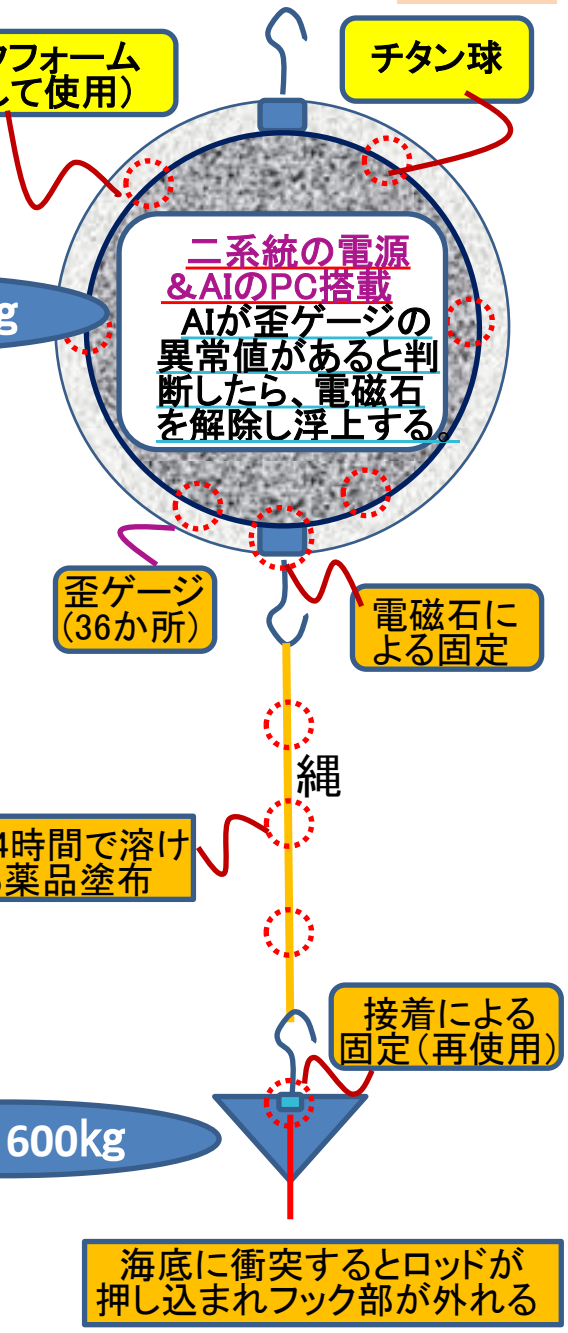 クフォーム
して使用）
チタン球
二系統の電源
&AIのPC搭載
AIが歪ゲージの
異常値があると判
断したら、電磁石
を解除し浮上する。
g
歪ゲージ
(36か所)
電磁石に
よる固定
縄
4時間で溶け
る薬品塗布
接着による
固定(再使用)
600kg
海底に衝突するとロッドが
押し込まれフック部が外れる